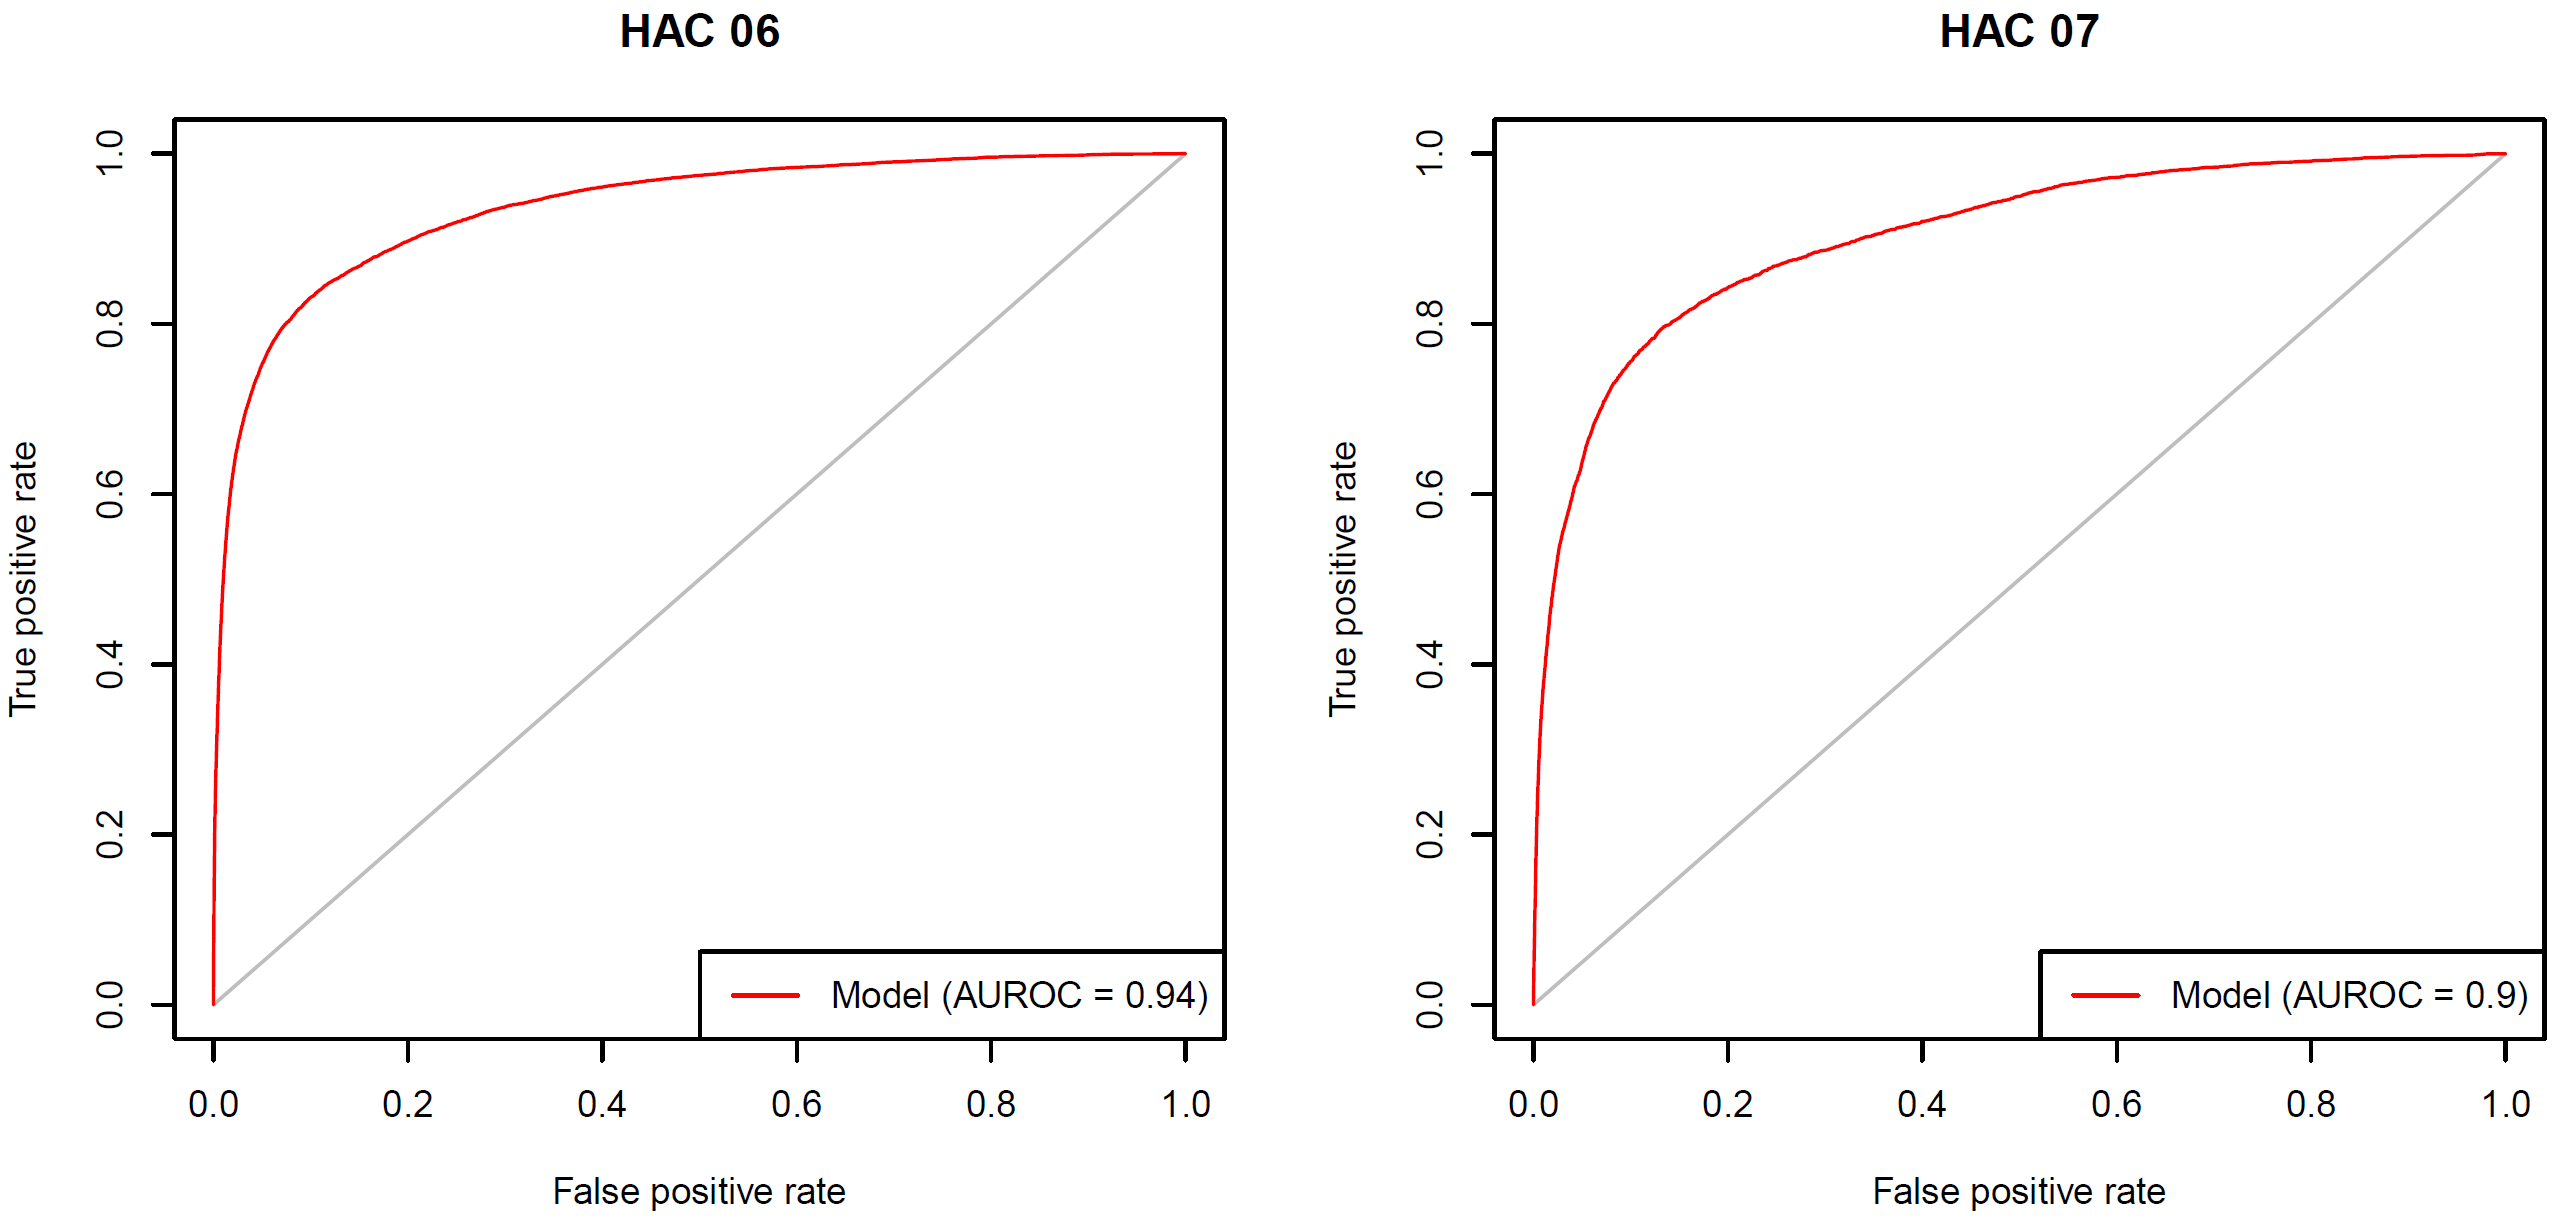 HAC 06
True positive rate
1.0
0.8
0.6
0.4
0.2
0.0
Model (AUROC = 0.94)
0.0 0.2 0.4 0.6 0.8 1.0
False positive rate
HAC 07
True positive rate
1.0
0.8
0.6
0.4
0.2
0.0
Model (AUROC = 0.9)
0.0 0.2 0.4 0.6 0.8 1.0
False positive rate